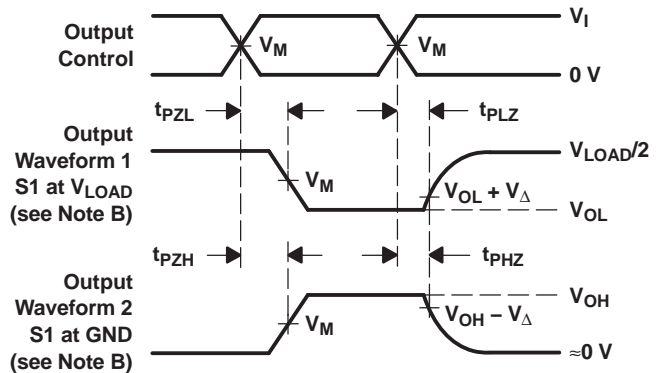 Output
Control
V_I
V_M
V_M
0 V
t_PZL
t_PLZ
Output
Waveform 1
S1 at V_LOAD
(see Note B)
V_LOAD/2
V_M
V_OL + V_Δ
V_OL
t_PZH
t_PHZ
Output
Waveform 2
S1 at GND
(see Note B)
V_OH
V_M
V_OH − V_Δ
≈0 V